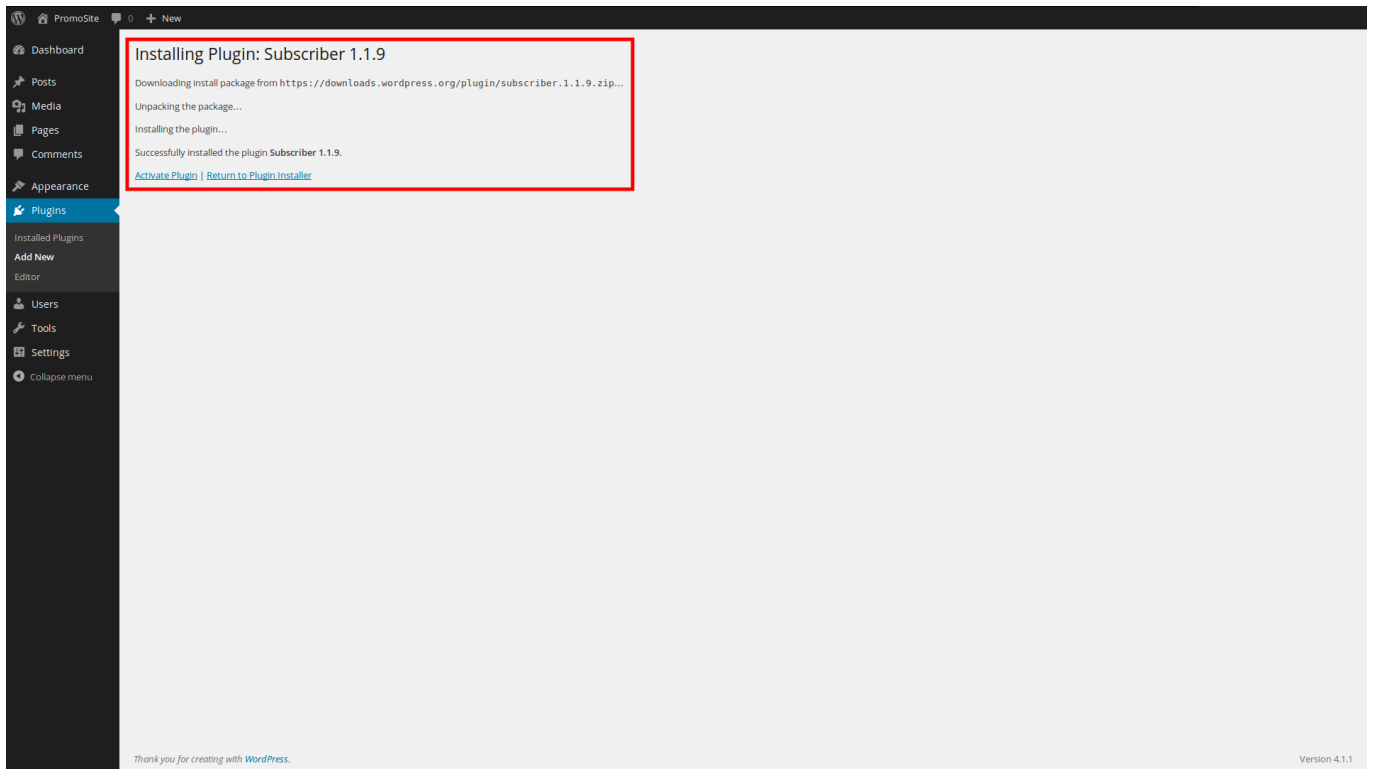 PromoSite 0 New
Dashboard
Posts
Media
Pages
Comments
Appearance
Plugins
Installed Plugins
Add New
Editor
Users
Tools
Settings
Collapse menu
Installing Plugin: Subscriber 1.1.9
Downloading install package from https://downloads.wordpress.org/plugin/subscriber.1.1.9.zip…
Unpacking the package…
Installing the plugin…
Successfully installed the plugin Subscriber 1.1.9.
Activate Plugin | Return to Plugin Installer
Thank you for creating with WordPress.
Version 4.1.1